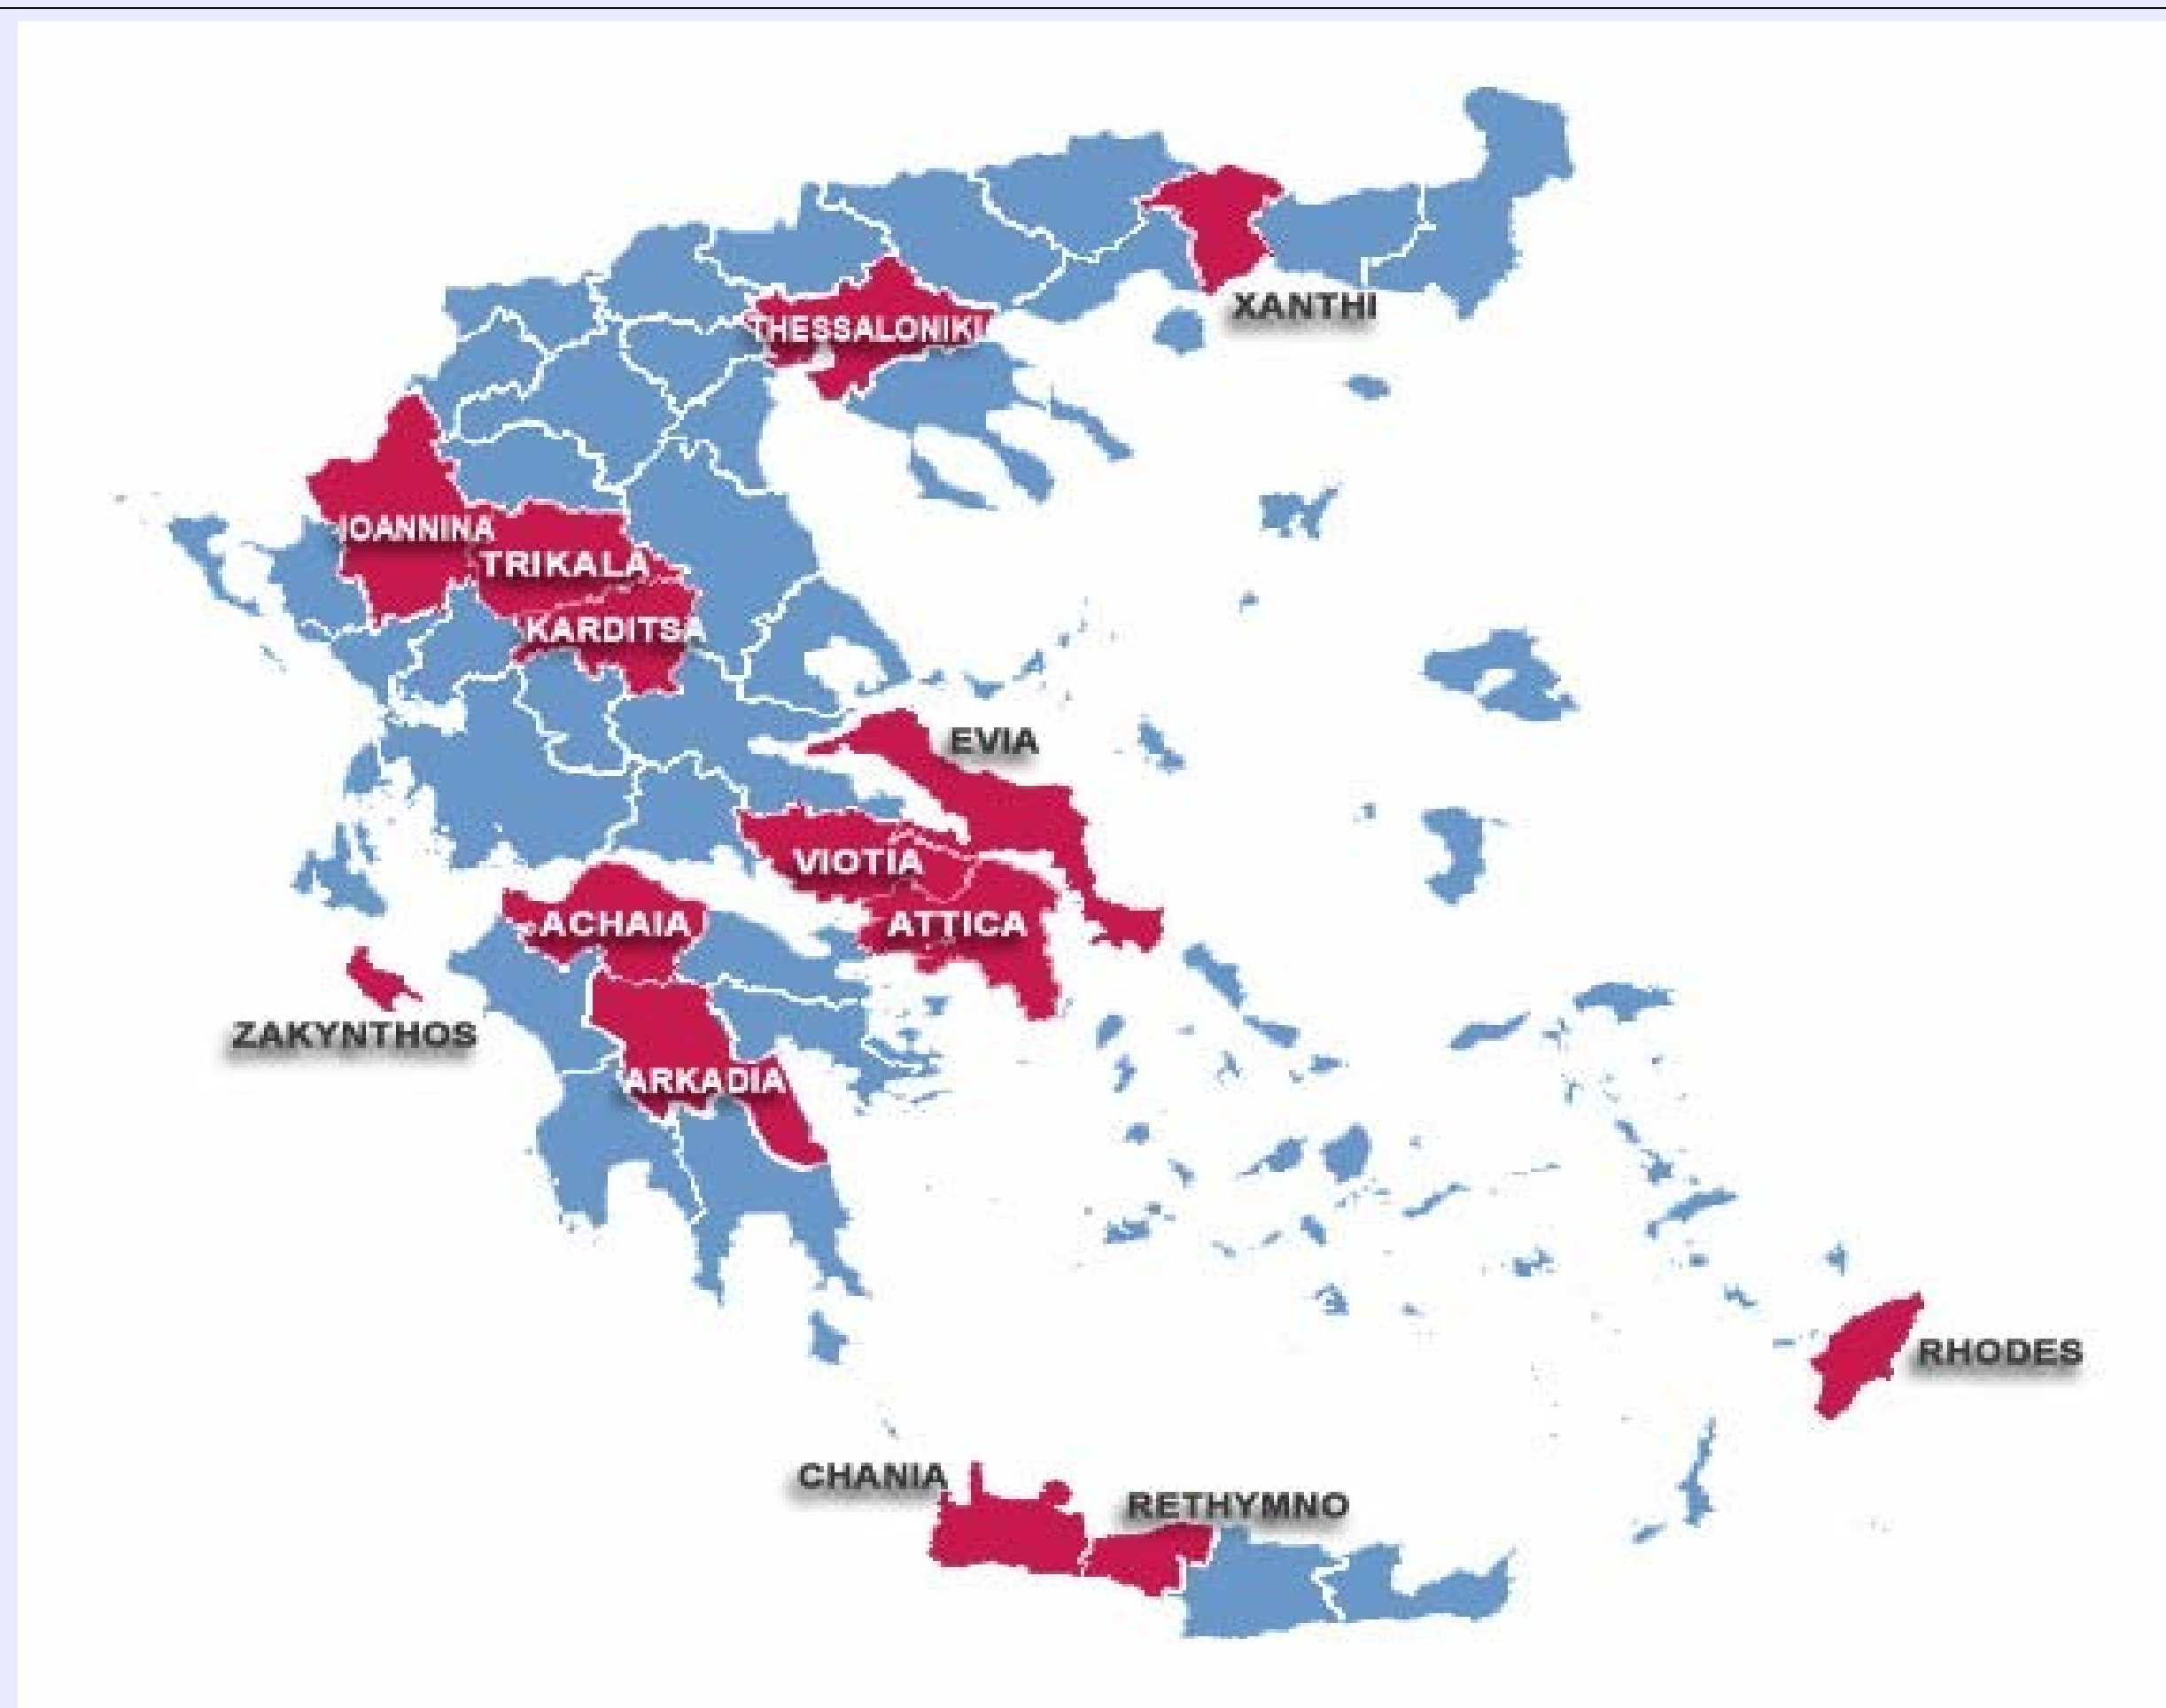 XANTHI
THESSALONIKI
IOANNINA
TRIKALA
KARDITSA
EVIA
VIOTIA
ACHAIA
ATTICA
ZAKYNTHOS
ARKADIA
RHODES
CHANIA
RETHYMNO